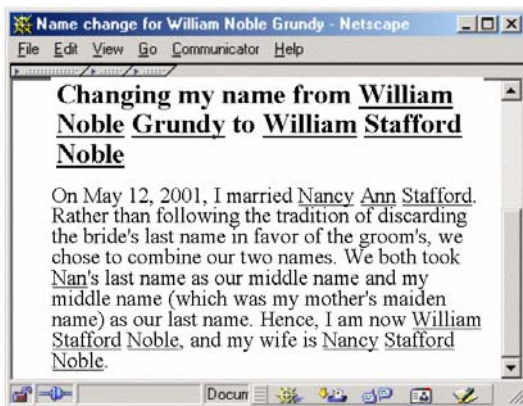 Name change for William Noble Grundy - Netscape
File Edit View Go Communicator Help
Changing my name from William
Noble Grundy to William Stafford
Noble
On May 12, 2001, I married Nancy Ann Stafford.
Rather than following the tradition of discarding
the bride's last name in favor of the groom's, we
chose to combine our two names. We both took
Nan's last name as our middle name and my
middle name (which was my mother's maiden
name) as our last name. Hence, I am now William
Stafford Noble, and my wife is Nancy Stafford
Noble.
Docum